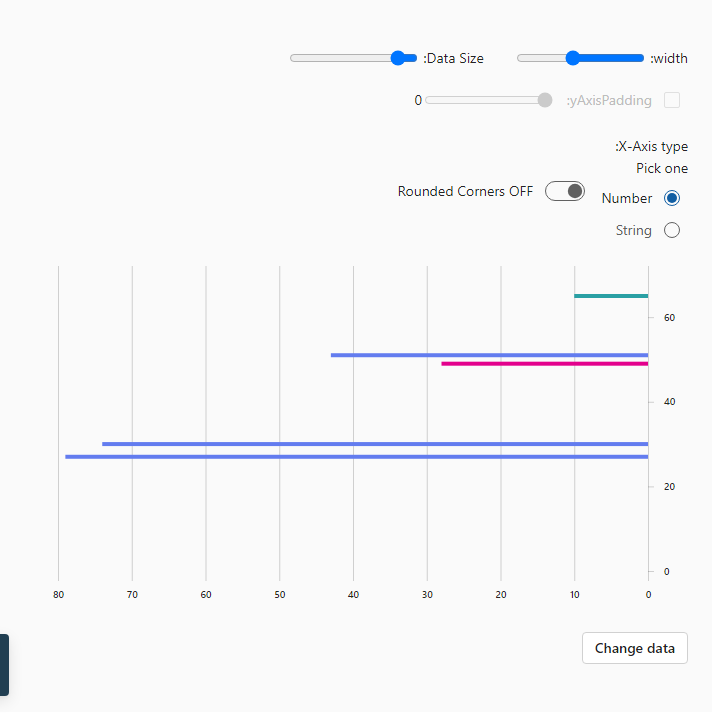 :width
:Data Size
:yAxisPadding
0
:X-Axis type
Pick one
Number
Rounded Corners OFF
String
60
40
20
0
80 70 60 50 40 30 20 10 0
Change data